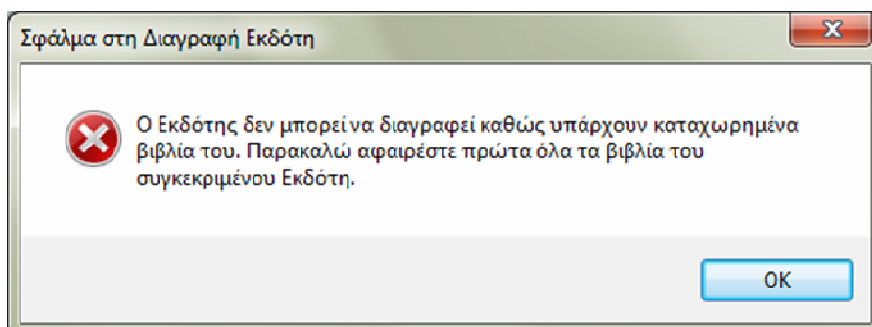 Σφάλμα στη Διαγραφή Εκδότη
Ο Εκδότης δεν μπορεί να διαγραφεί καθώς υπάρχουν καταχωρημένα
βιβλία του. Παρακαλώ αφαιρέστε πρώτα όλα τα βιβλία του
συγκεκριμένου Εκδότη.
OK